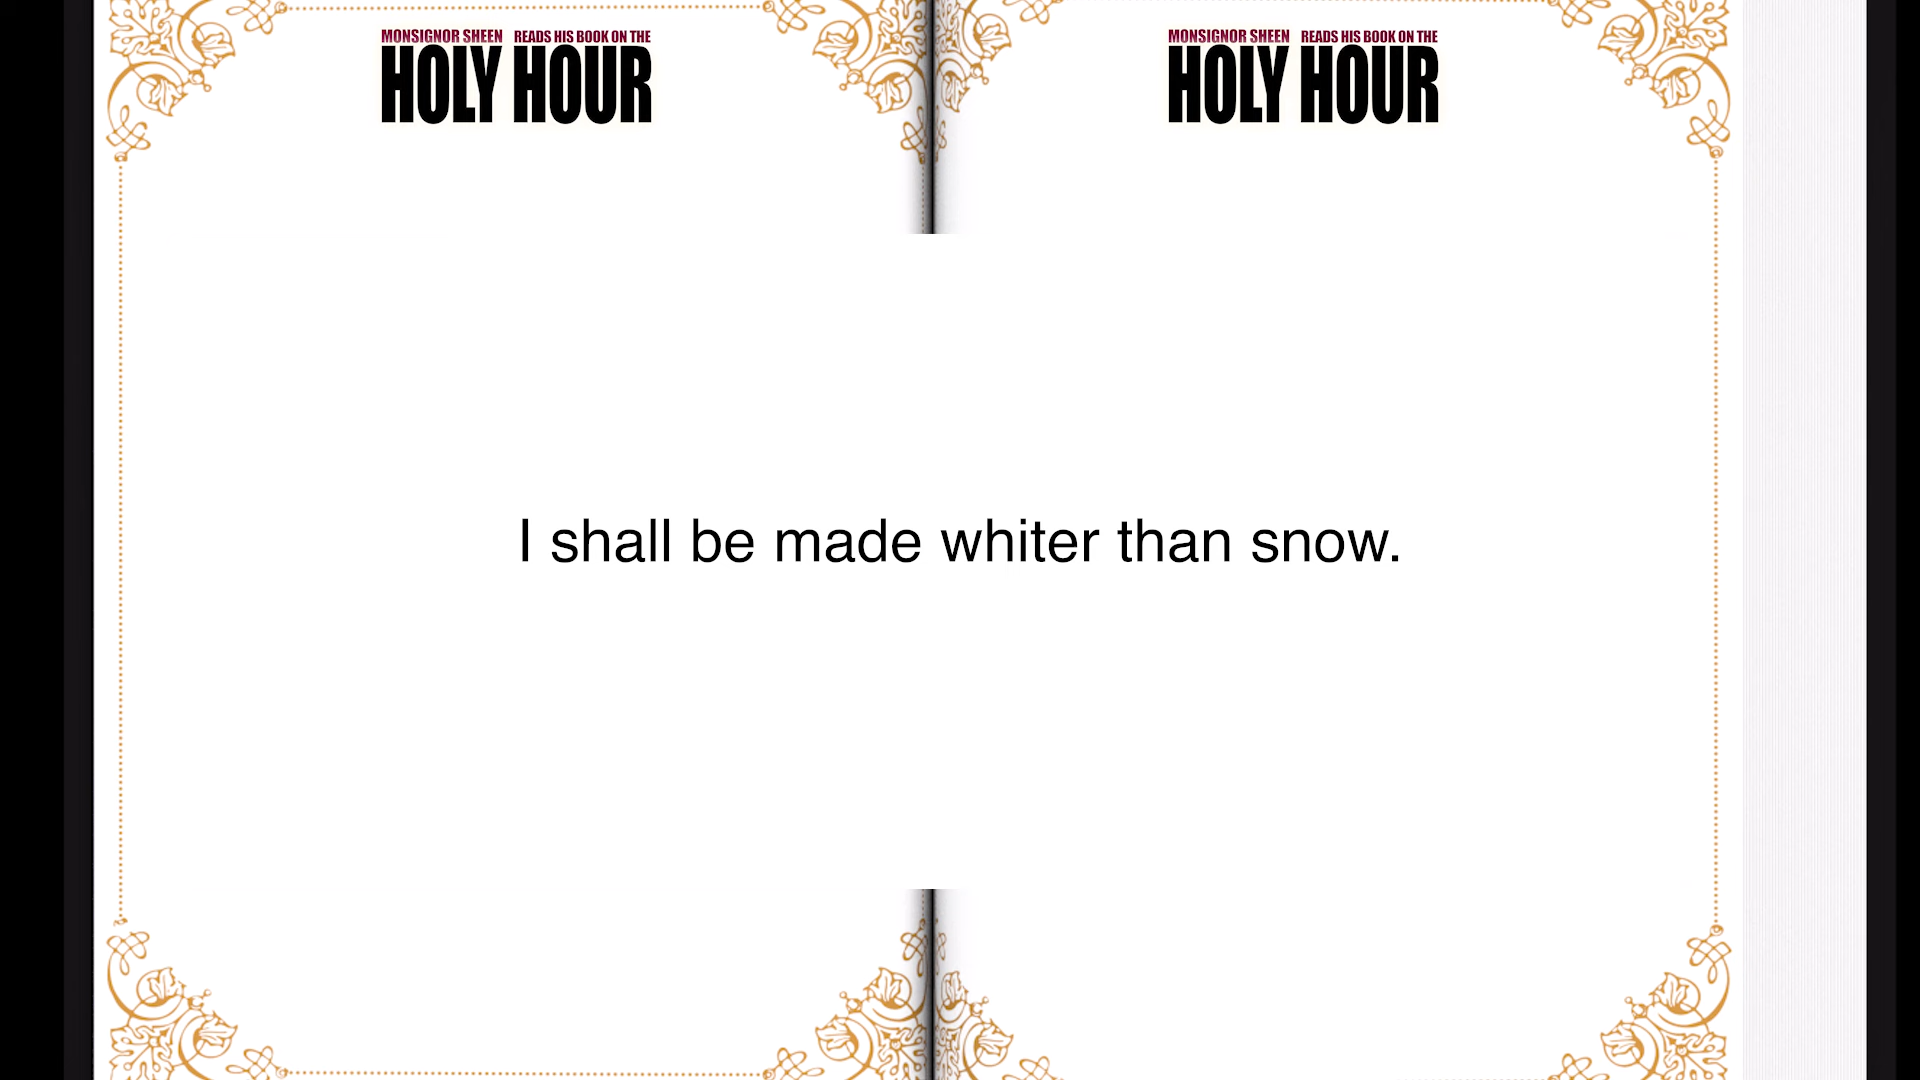 MONSIGNOR SHEEN READS HIS BOOK ON THE
HOLY HOUR
MONSIGNOR SHEEN READS HIS BOOK ON THE
HOLY HOUR
I shall be made whiter than snow.